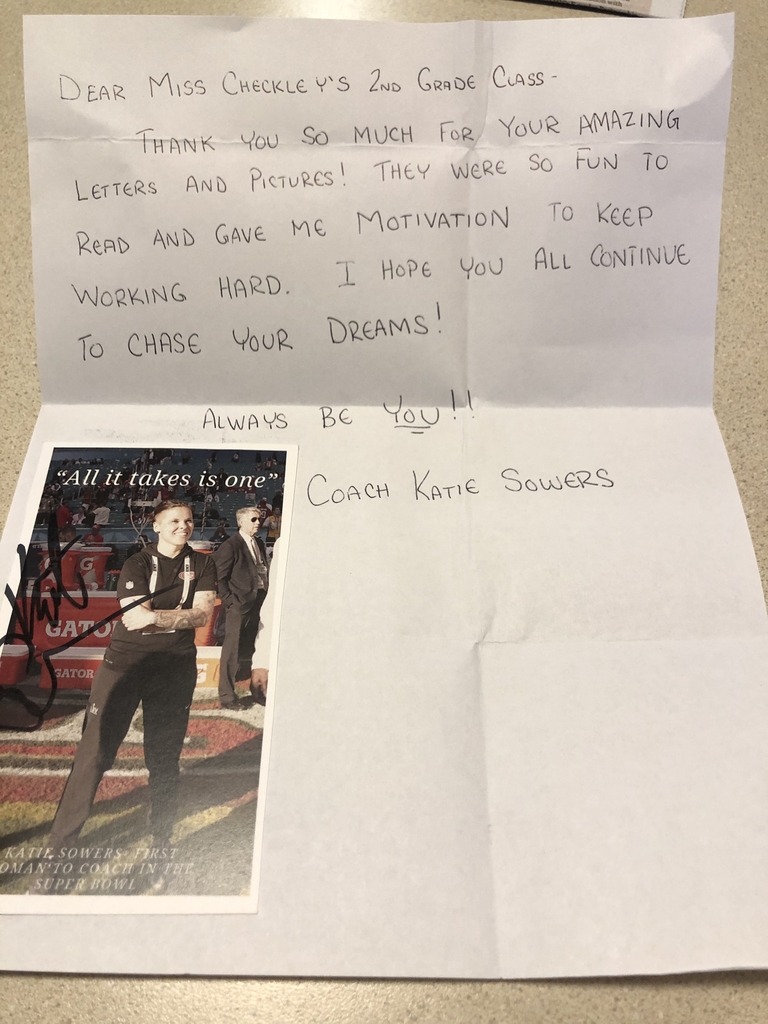 DEAR MISS CHECKLEY'S 2ND GRADE CLASS-
THANK YOU SO MUCH FOR YOUR AMAZING
LETTERS AND PICTURES! THEY WERE SO FUN TO
READ AND GAVE ME MOTIVATION TO KEEP
WORKING HARD. I HOPE YOU ALL CONTINUE
TO CHASE YOUR DREAMS!
ALWAYS BE YOU!!
COACH KATIE SOWERS
"All it takes is one"
G
GATO
GATOR
KATIE SOWERS- FIRST
OMAN TO COACH IN THE
SUPER BOWL